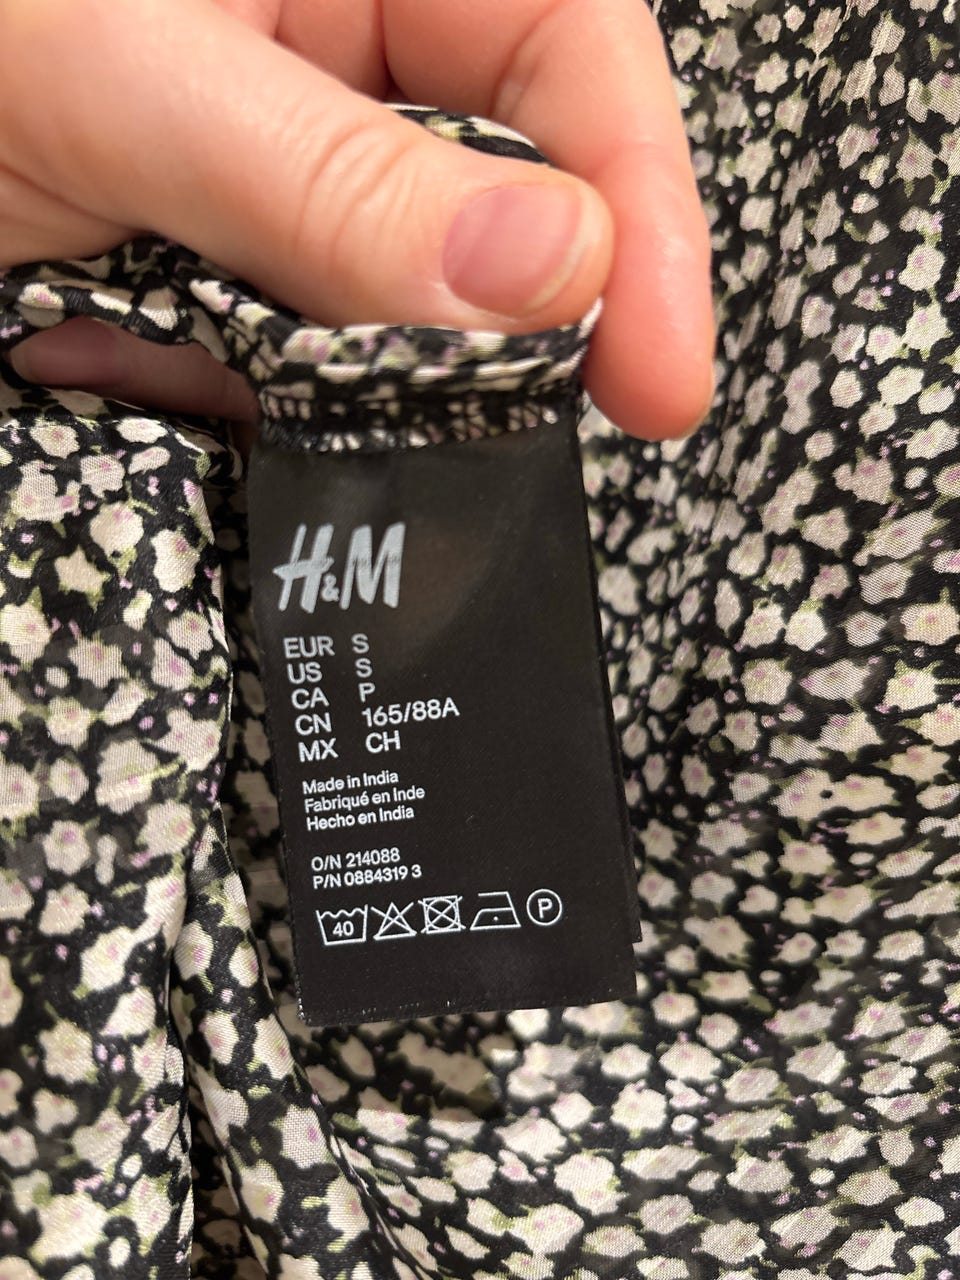 H&M
EUR S
US S
CA P
CN 165/88A
MX CH
Made in India
Fabriqué en Inde
Hecho en India
O/N 214088
P/N 0884319 3
40 P